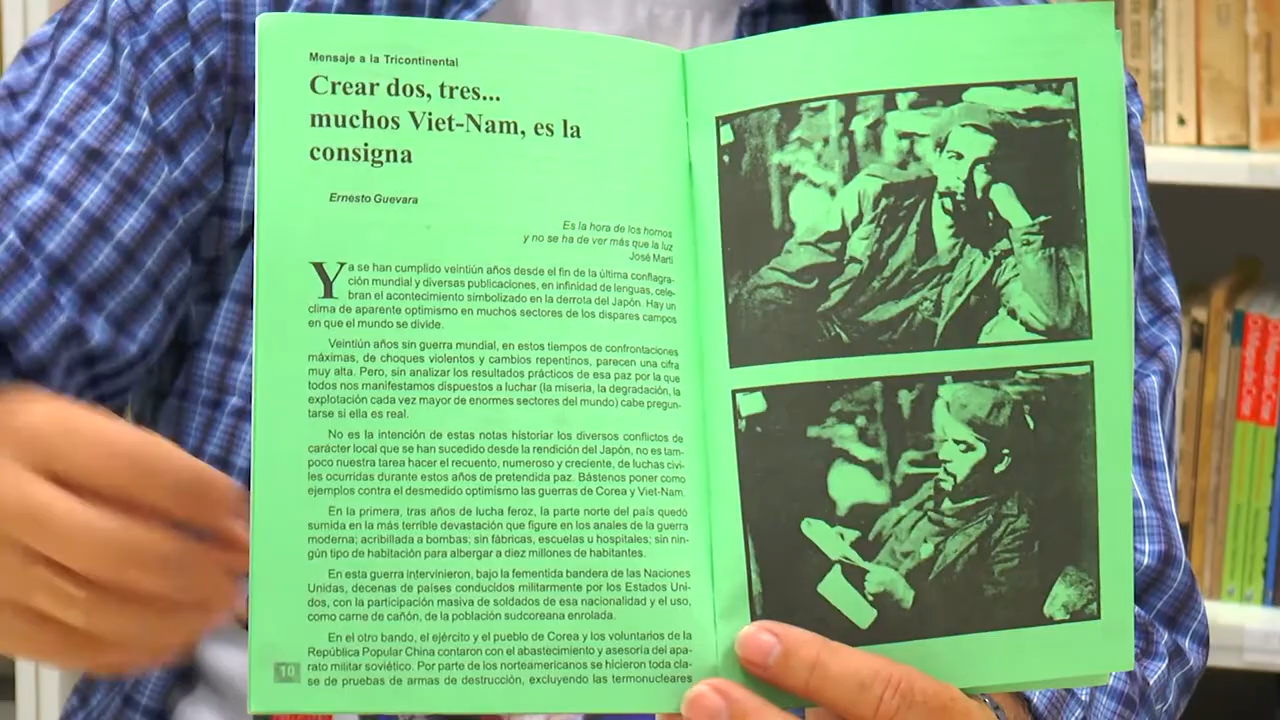 Mensaje a la Tricontinental
Crear dos, tres...
muchos Viet-Nam, es la
consigna
Ernesto Guevara
Es la hora de los hornos
y no se ha de ver más que la luz
José Martí
Ya se han cumplido veintiún años desde el fin de la última conflagra-
ción mundial y diversas publicaciones, en infinidad de lenguas, cele-
bran el acontecimiento simbolizado en la derrota del Japón. Hay un
clima de aparente optimismo en muchos sectores de los dispares campos
en que el mundo se divide.
Veintiún años sin guerra mundial, en estos tiempos de confrontaciones
máximas, de choques violentos y cambios repentinos, parecen una cifra
muy alta. Pero, sin analizar los resultados prácticos de esa paz por la que
todos nos manifestamos dispuestos a luchar (la miseria, la degradación, la
explotación cada vez mayor de enormes sectores del mundo) cabe pregun-
tarse si ella es real.
No es la intención de estas notas historiar los diversos conflictos de
carácter local que se han sucedido desde la rendición del Japón, no es tam-
poco nuestra tarea hacer el recuento, numeroso y creciente, de luchas civi-
les ocurridas durante estos años de pretendida paz. Bástenos poner como
ejemplos contra el desmedido optimismo las guerras de Corea y Viet-Nam.
En la primera, tras años de lucha feroz, la parte norte del país quedó
sumida en la más terrible devastación que figure en los anales de la guerra
moderna; acribillada a bombas; sin fábricas, escuelas u hospitales; sin nin-
gún tipo de habitación para albergar a diez millones de habitantes.
En esta guerra intervinieron, bajo la fementida bandera de las Naciones
Unidas, decenas de países conducidos militarmente por los Estados Uni-
dos, con la participación masiva de soldados de esa nacionalidad y el uso,
como carne de cañón, de la población sudcoreana enrolada.
En el otro bando, el ejército y el pueblo de Corea y los voluntarios de la
República Popular China contaron con el abastecimiento y asesoría del apa-
rato militar soviético. Por parte de los norteamericanos se hicieron toda cla-
se de pruebas de armas de destrucción, excluyendo las termonucleares
10